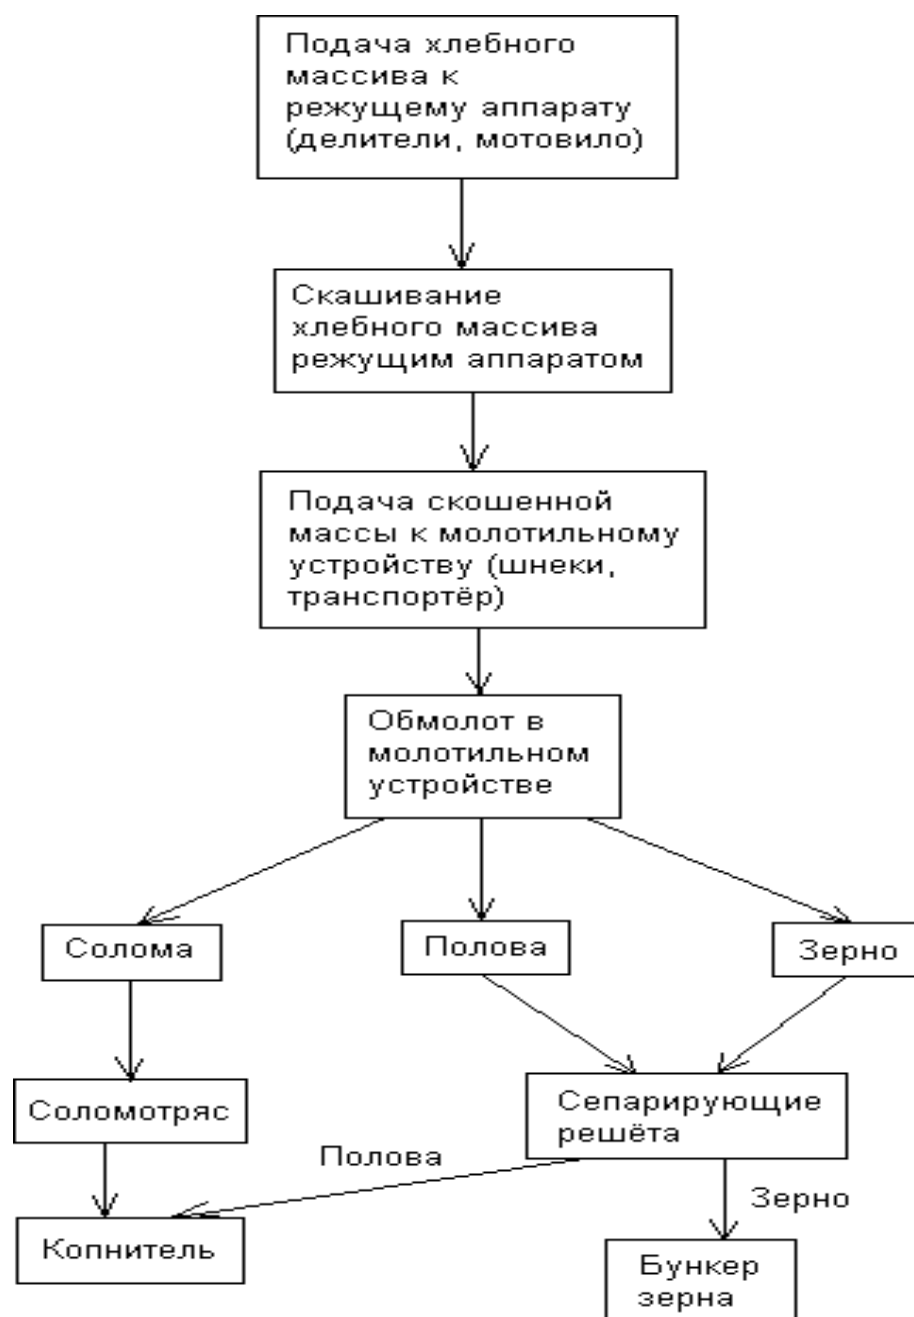 Подача хлебного
массива к
режущему аппарату
(делители, мотовило)
Скашивание
хлебного массива
режущим аппаратом
Подача скошенной
массы к молотильному
устройству (шнеки,
транспортёр)
Обмолот в
молотильном
устройстве
Солома
Полова
Зерно
Соломотряс
Сепарирующие
решёта
Полова
Зерно
Копнитель
Бункер
зерна